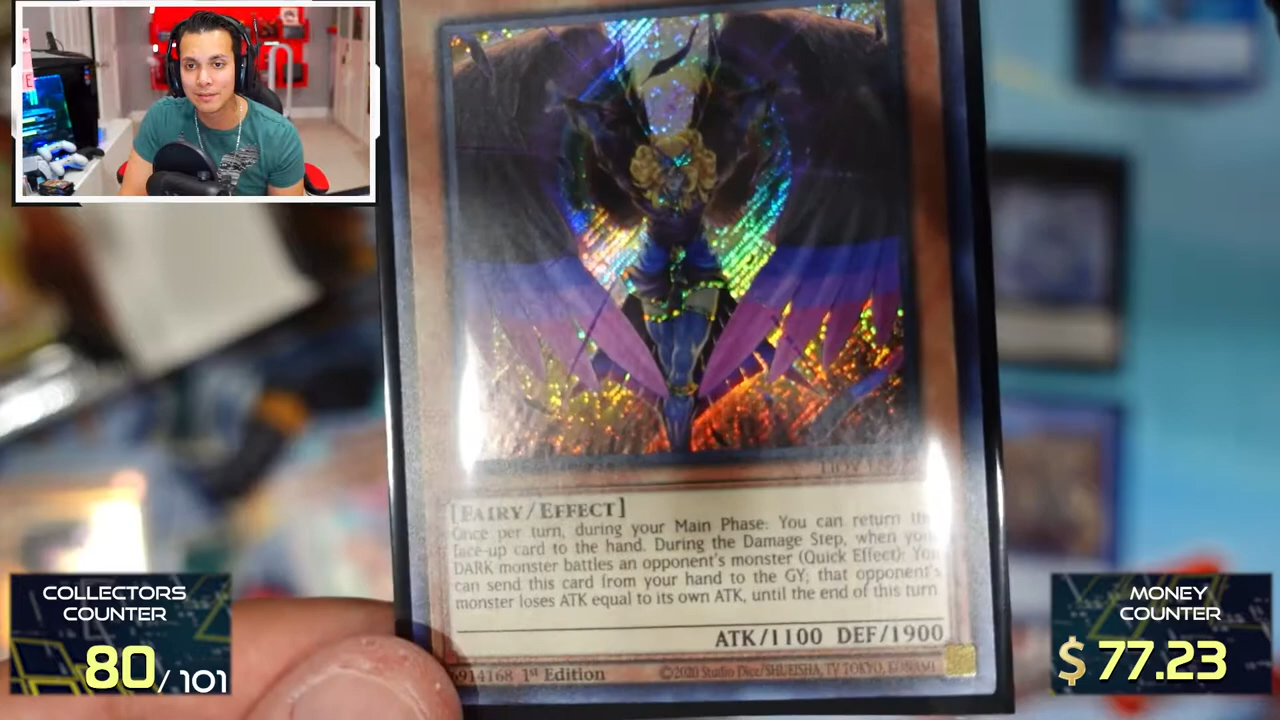 [FAIRY/EFFECT]
Once per turn, during your Main Phase: You can return this
face-up card to the hand. During the Damage Step, when your
DARK monster battles an opponent's monster (Quick Effect): You
can send this card from your hand to the GY; that opponent's
monster loses ATK equal to its own ATK, until the end of this turn
ATK/1100 DEF/1900
6914168 1st Edition
©2020 Studio Dice/SHUEISHA, TV TOKYO, KONAMI
COLLECTORS
COUNTER
80/101
MONEY
COUNTER
$77.23